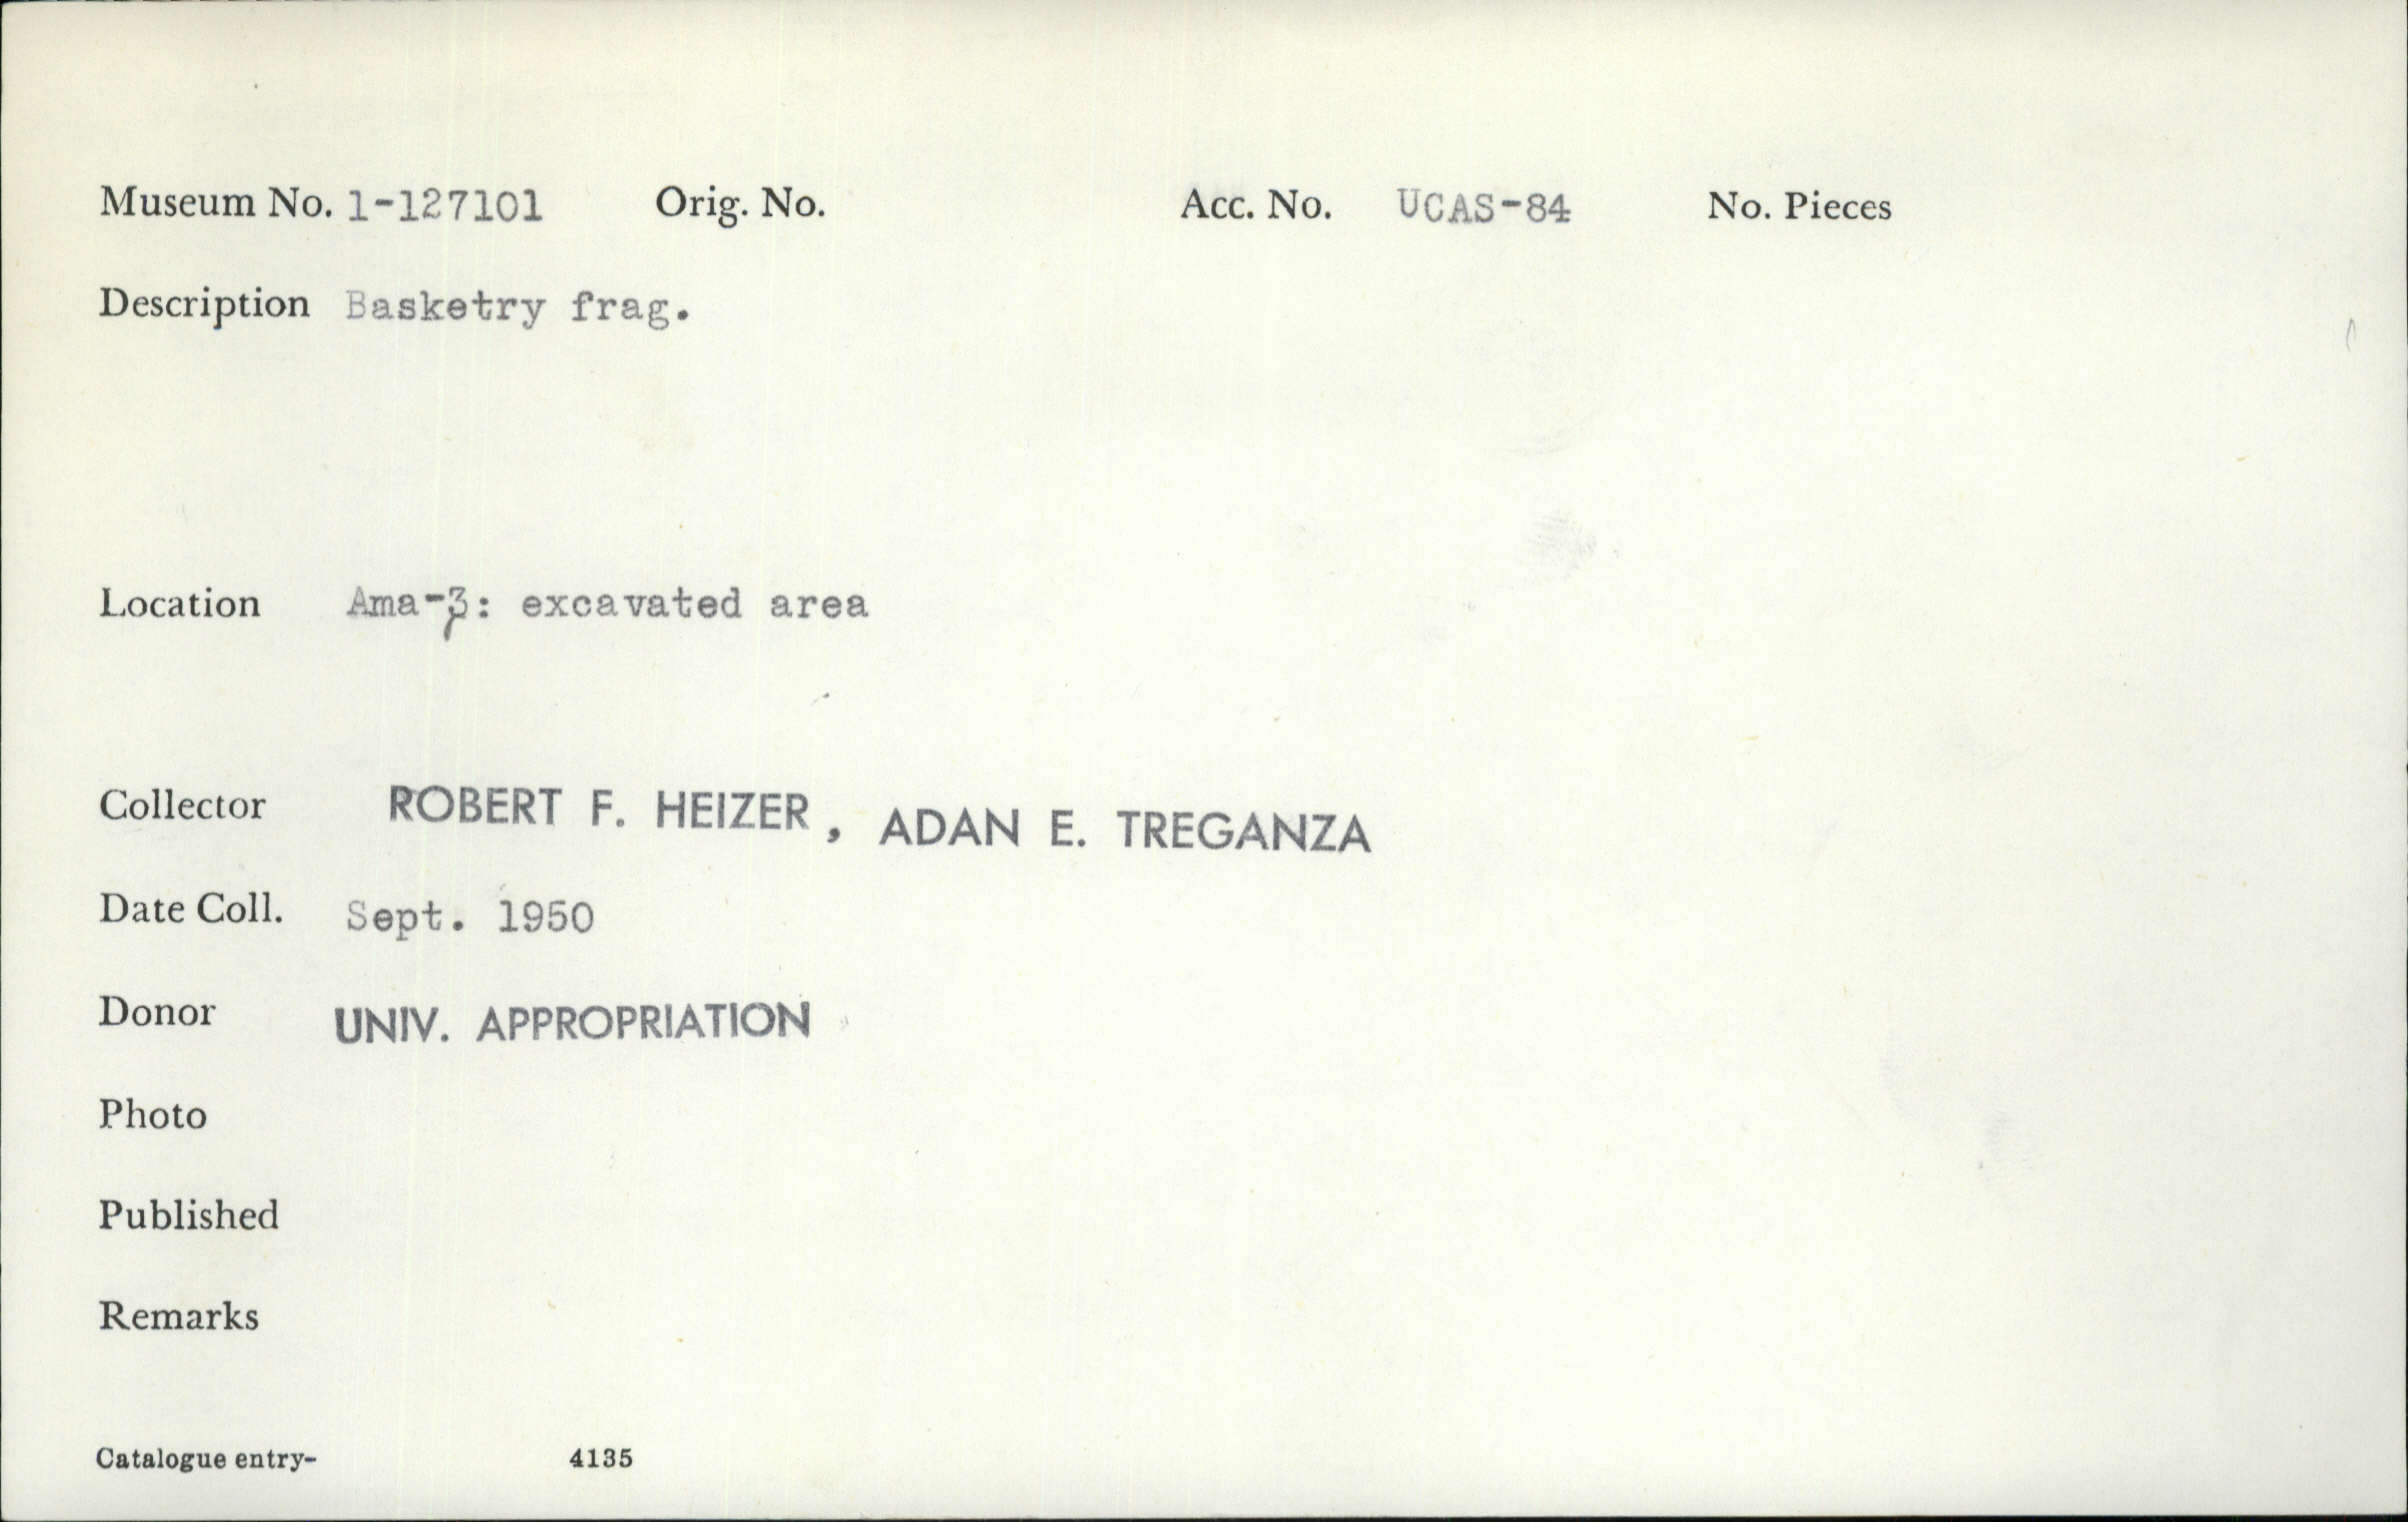 Museum No. 1-127101 Orig. No. Acc. No. UCAS-84 No. Pieces
Description Basketry frag.
Location Ama-3: excavated area
Collector ROBERT F. HEIZER, ADAN E. TREGANZA
Date Coll. Sept. 1950
Donor UNIV. APPROPRIATION
Photo
Published
Remarks
Catalogue entry- 4135